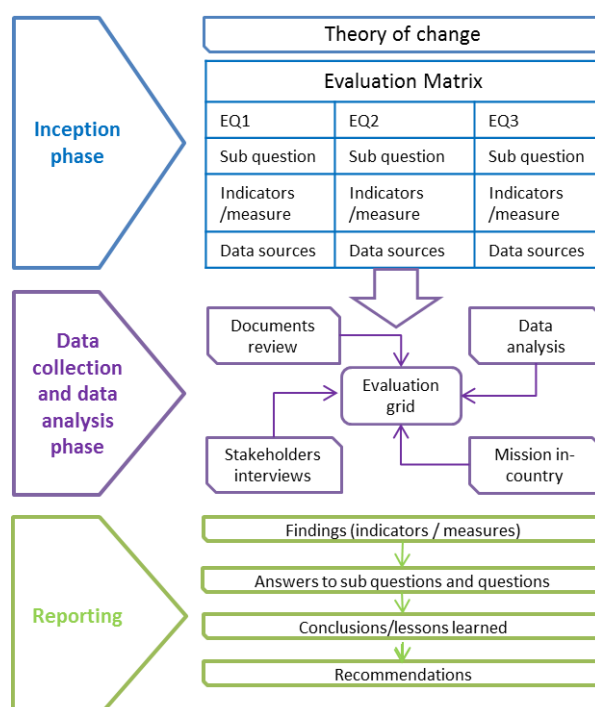 Theory of change
Inception
phase
Evaluation Matrix
EQ1 EQ2 EQ3
Sub question Sub question Sub question
Indicators Indicators Indicators
/measure /measure /measure
Data sources Data sources Data sources
Data
collection
and data
analysis
phase
Documents
review
Data
analysis
Evaluation
grid
Stakeholders
interviews
Mission in-
country
Reporting
Findings (indicators / measures)
Answers to sub questions and questions
Conclusions/lessons learned
Recommendations